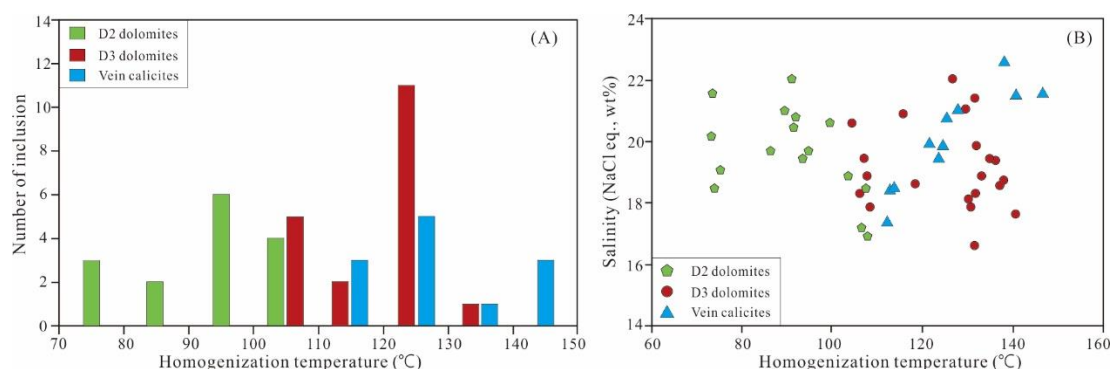 (A)
D2 dolomites
D3 dolomites
Vein calicites
Number of inclusion
14
12
10
8
6
4
2
0
70 80 90 100 110 120 130 140 150
Homogenization temperature (℃)
(B)
Salinity (NaCl eq., wt%)
24
22
20
18
16
14
D2 dolomites
D3 dolomites
Vein calicites
60 80 100 120 140 160
Homogenization temperature (℃)